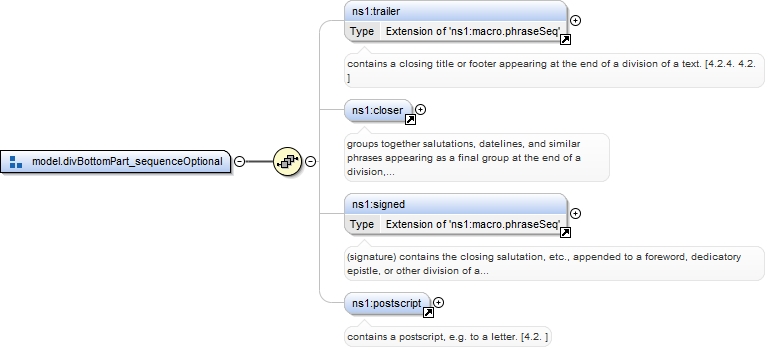 ns1:trailer
Type Extension of 'ns1:macro.phraseSeq'
contains a closing title or footer appearing at the end of a division of a text. [4.2.4. 4.2.
]
ns1:closer
groups together salutations, datelines, and similar
phrases appearing as a final group at the end of a
division,...
model.divBottomPart_sequenceOptional
ns1:signed
Type Extension of 'ns1:macro.phraseSeq'
(signature) contains the closing salutation, etc., appended to a foreword, dedicatory
epistle, or other division of a...
ns1:postscript
contains a postscript, e.g. to a letter. [4.2. ]